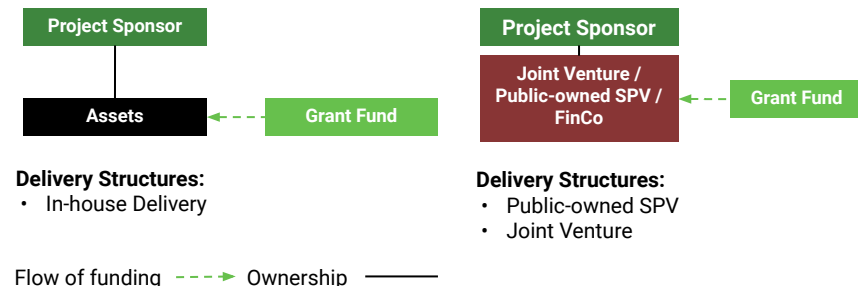 Project Sponsor
Assets
Grant Fund
Delivery Structures:
• In-house Delivery
Project Sponsor
Joint Venture /
Public-owned SPV /
FinCo
Grant Fund
Delivery Structures:
• Public-owned SPV
• Joint Venture
Flow of funding Ownership